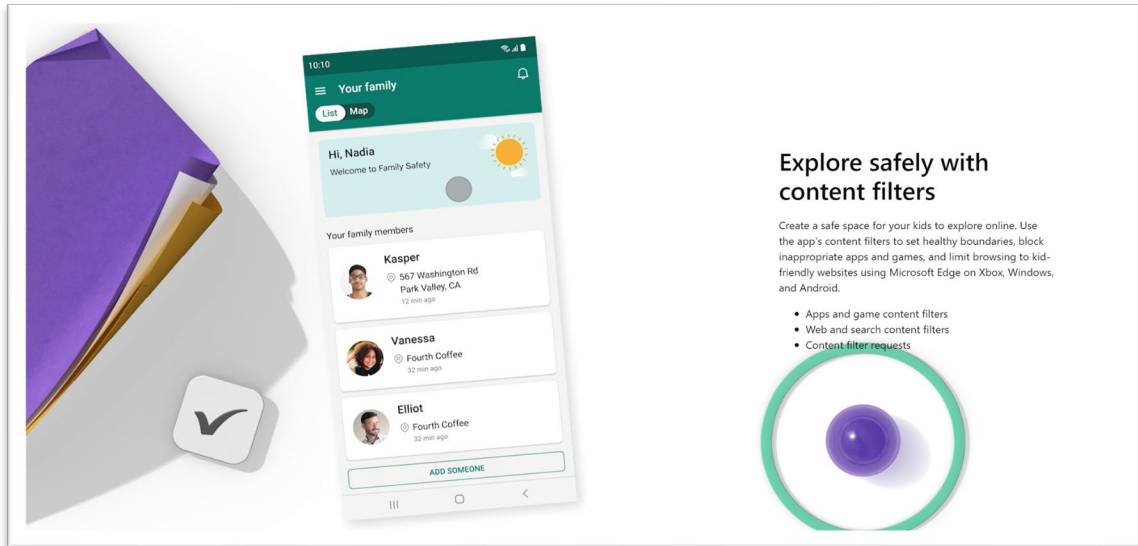 10:10
Your family
List Map
Hi, Nadia
Welcome to Family Safety
Your family members
Kasper
567 Washington Rd
Park Valley, CA
12 min ago
Vanessa
Fourth Coffee
32 min ago
Elliot
Fourth Coffee
32 min ago
ADD SOMEONE
Explore safely with
content filters
Create a safe space for your kids to explore online. Use
the app's content filters to set healthy boundaries, block
inappropriate apps and games, and limit browsing to kid-
friendly websites using Microsoft Edge on Xbox, Windows,
and Android.
• Apps and game content filters
• Web and search content filters
• Content filter requests